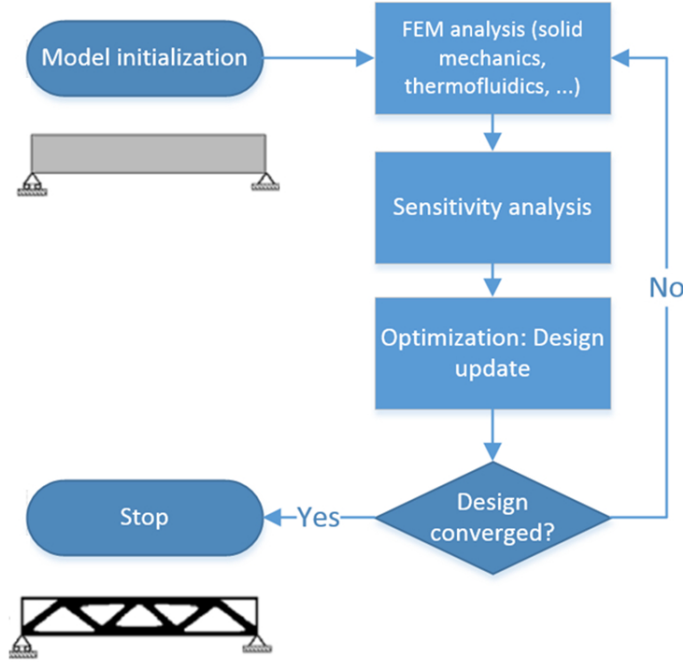 Model initialization
FEM analysis (solid
mechanics,
thermofluidics, ...)
Sensitivity analysis
No
Optimization: Design
update
Design
converged?
Yes
Stop